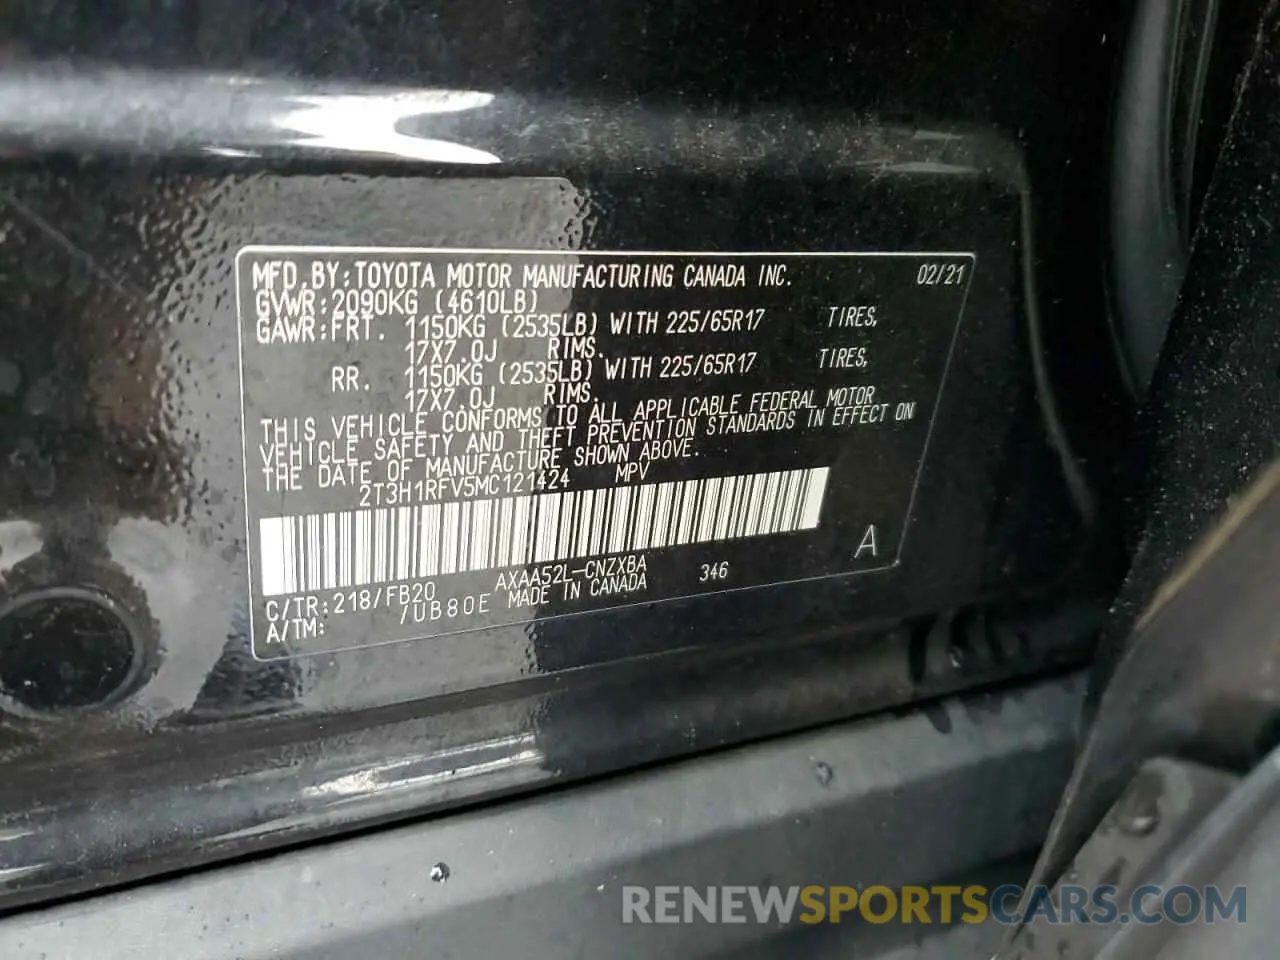 MFD.BY:TOYOTA MOTOR MANUFACTURING CANADA INC. 02/21
GVWR:2090KG (4610LB)
GAWR:FRT. 1150KG (2535LB) WITH 225/65R17 TIRES,
17X7.0J RIMS.
RR. 1150KG (2535LB) WITH 225/65R17 TIRES,
17X7.0J RIMS.
THIS VEHICLE CONFORMS TO ALL APPLICABLE FEDERAL MOTOR
VEHICLE SAFETY AND THEFT PREVENTION STANDARDS IN EFFECT ON
THE DATE OF MANUFACTURE SHOWN ABOVE.
2T3H1RFV5MC121424 MPV
A
AXAA52L-CNZXBA 346
C/TR:218/FB20 MADE IN CANADA
A/TM: /UB80E
RENEWSPORTSCARS.COM